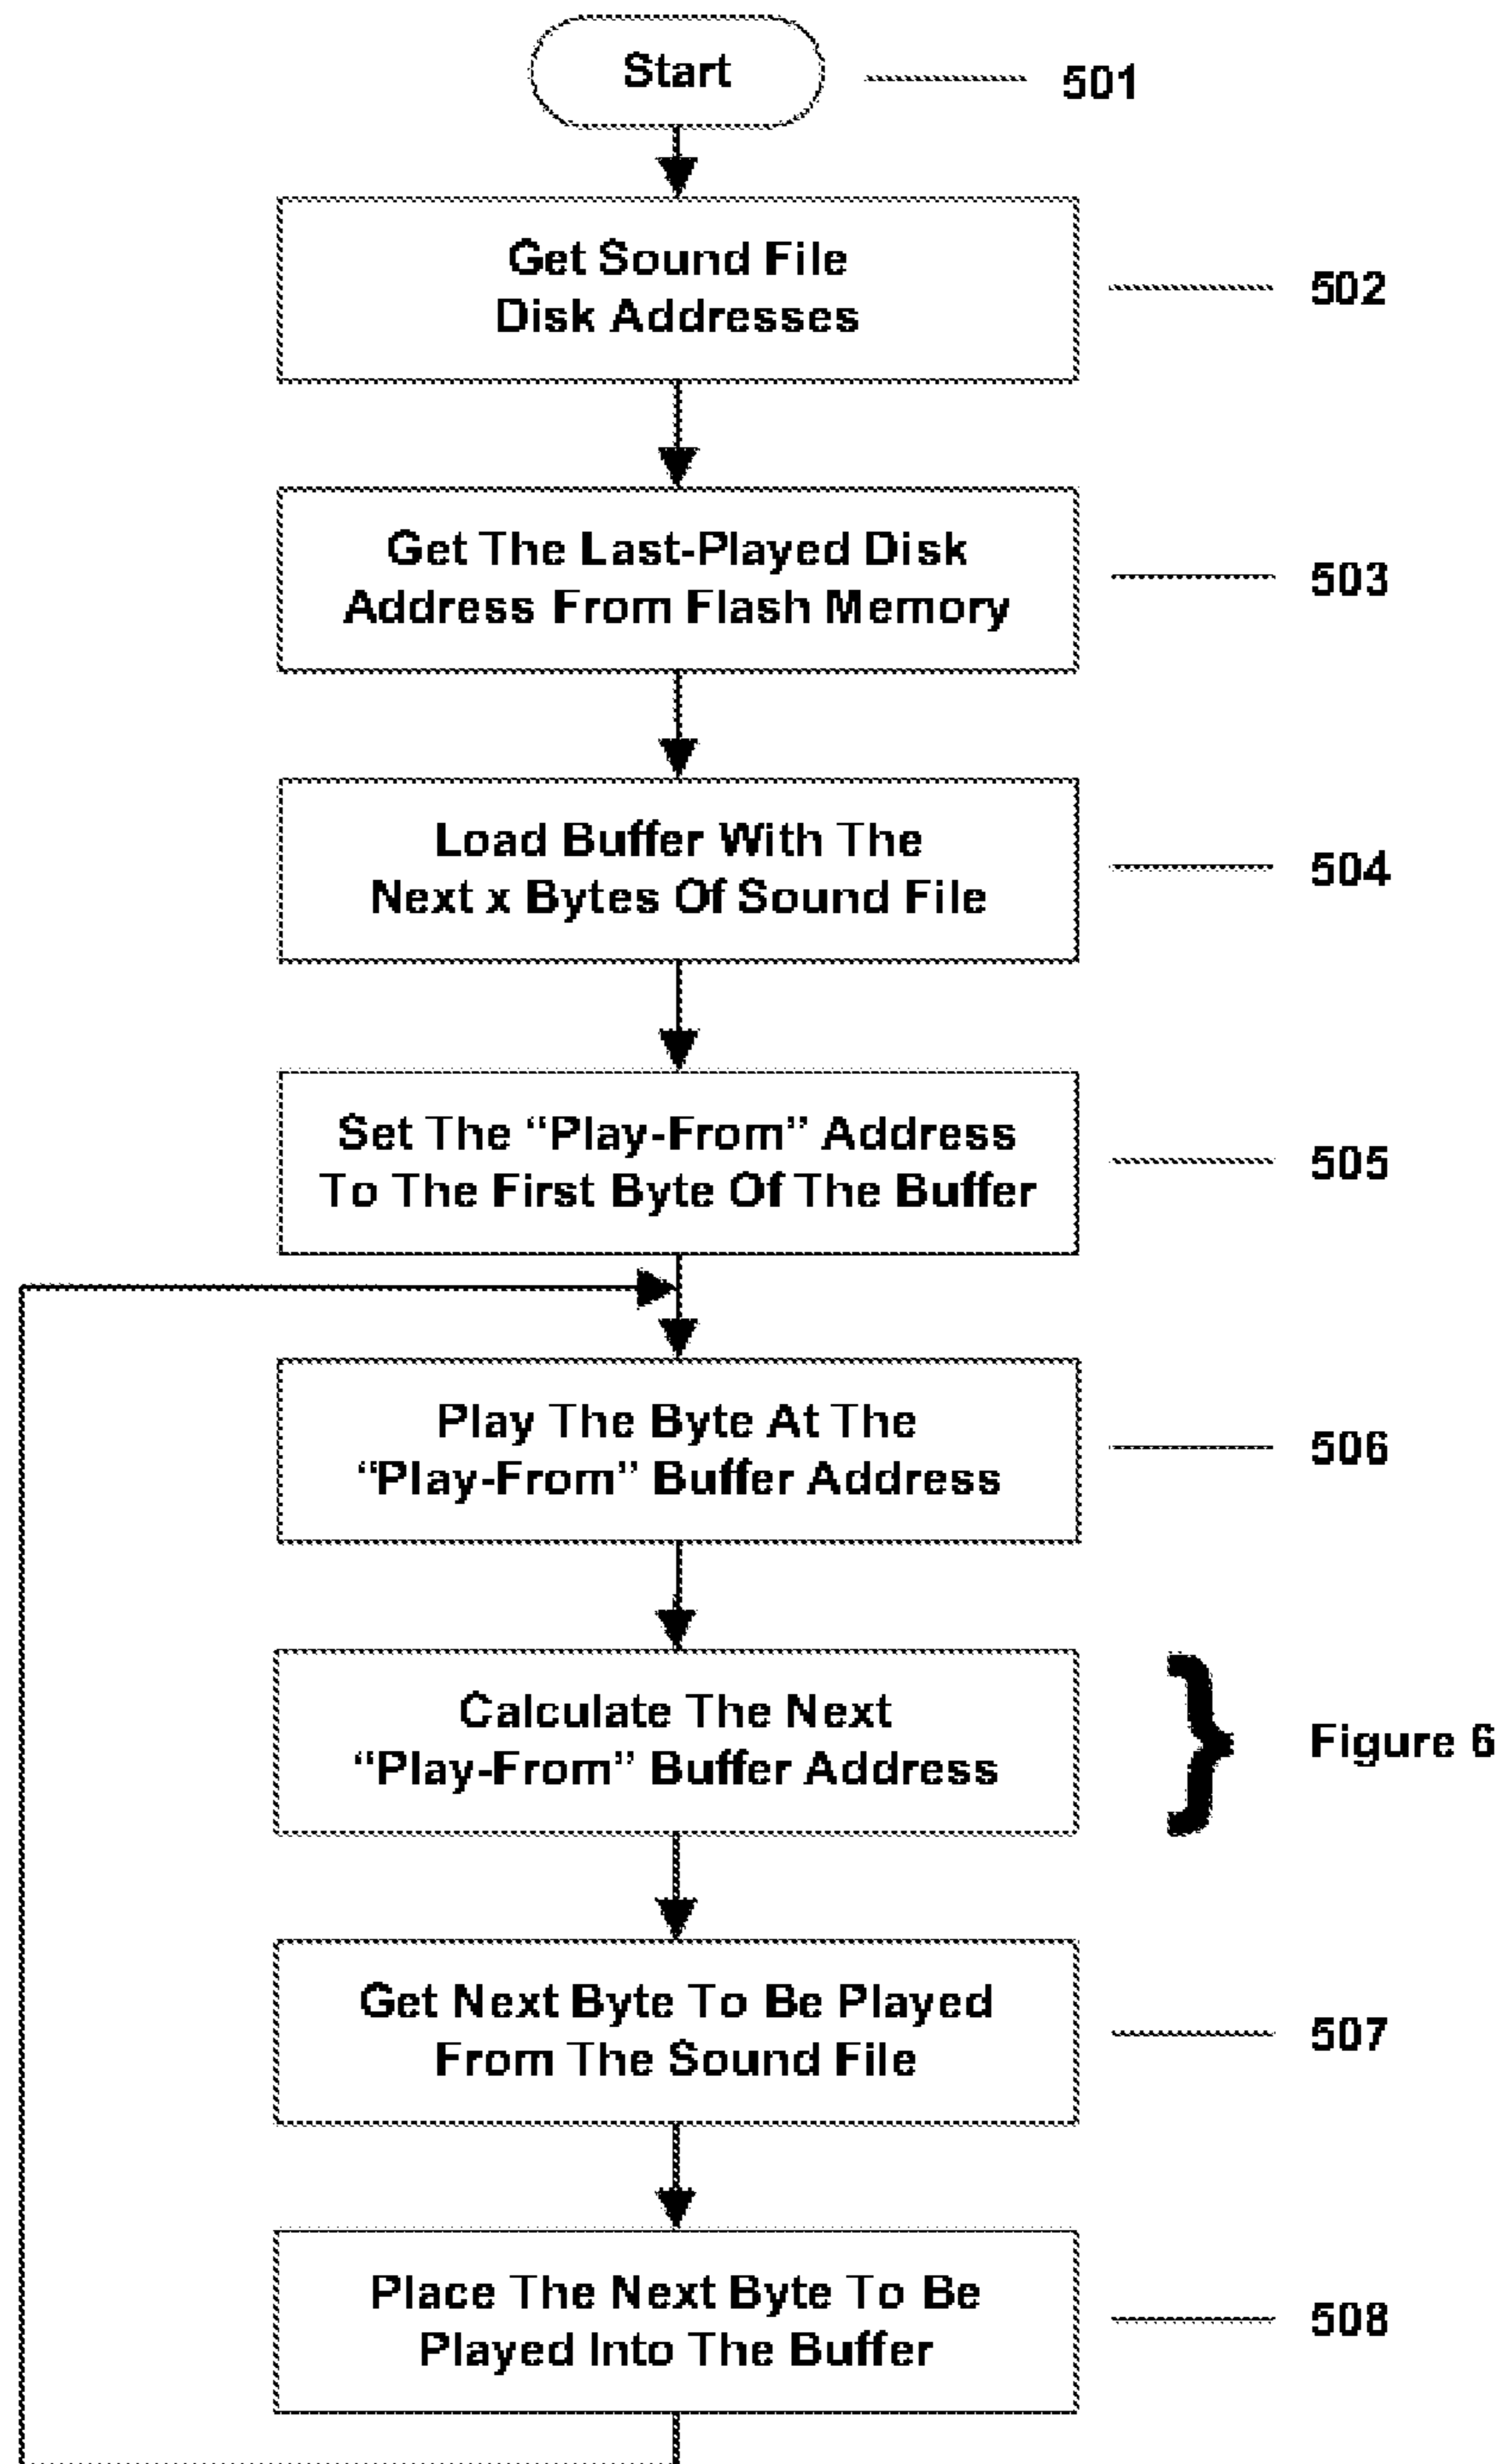 Start
501
Get Sound File
Disk Addresses
502
Get The Last-Played Disk
Address From Flash Memory
503
Load Buffer With The
Next x Bytes Of Sound File
504
Set The “Play-From” Address
To The First Byte Of The Buffer
505
Play The Byte At The
“Play-From” Buffer Address
506
Calculate The Next
“Play-From” Buffer Address
} Figure 6
Get Next Byte To Be Played
From The Sound File
507
Place The Next Byte To Be
Played Into The Buffer
508